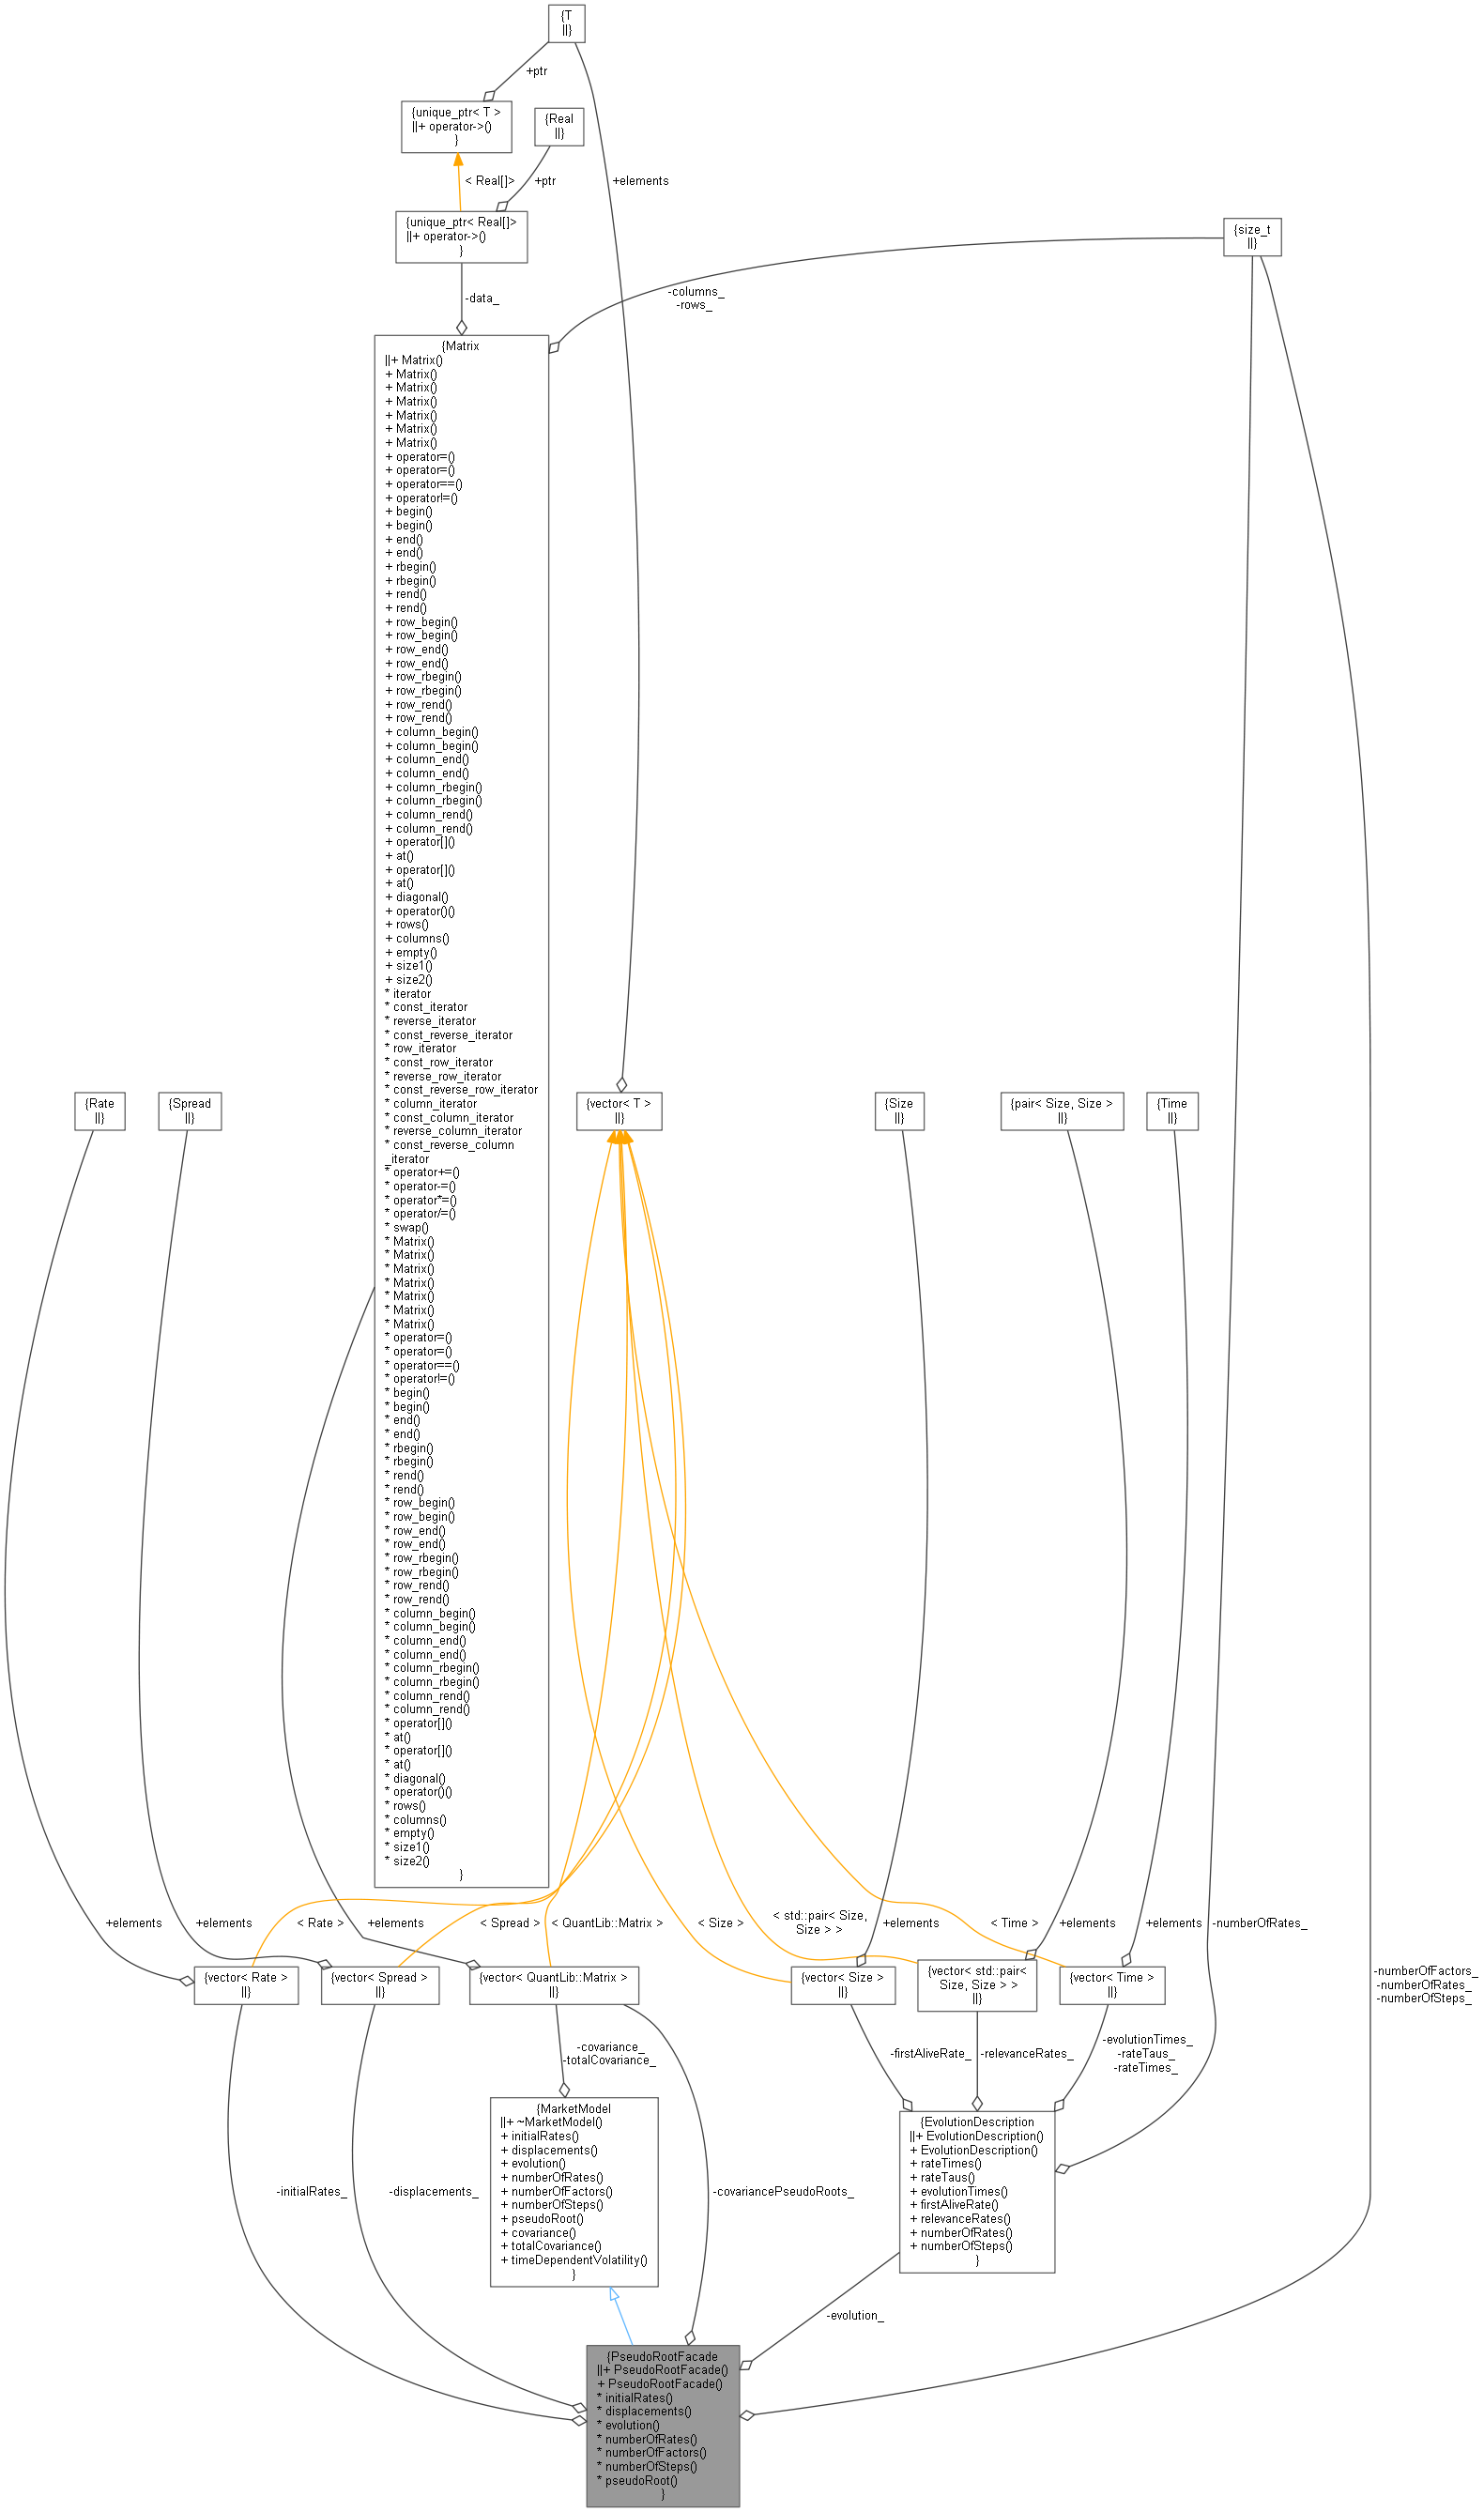 {T
||}
+ptr
{unique_ptr< T >
||+ operator->()
}
{Real
||}
< Real[]>
+ptr
+elements
{unique_ptr< Real[]>
||+ operator->()
}
{size_t
||}
-data_
-columns_
-rows_
{Matrix
||+ Matrix()
+ Matrix()
+ Matrix()
+ Matrix()
+ Matrix()
+ Matrix()
+ Matrix()
+ operator=()
+ operator=()
+ operator==()
+ operator!=()
+ begin()
+ begin()
+ end()
+ end()
+ rbegin()
+ rbegin()
+ rend()
+ rend()
+ row_begin()
+ row_begin()
+ row_end()
+ row_end()
+ row_rbegin()
+ row_rbegin()
+ row_rend()
+ row_rend()
+ column_begin()
+ column_begin()
+ column_end()
+ column_end()
+ column_rbegin()
+ column_rbegin()
+ column_rend()
+ column_rend()
+ operator[]()
+ at()
+ operator[]()
+ at()
+ diagonal()
+ operator()()
+ rows()
+ columns()
+ empty()
+ size1()
+ size2()
* iterator
* const_iterator
* reverse_iterator
* const_reverse_iterator
* row_iterator
* const_row_iterator
* reverse_row_iterator
* const_reverse_row_iterator
* column_iterator
* const_column_iterator
* reverse_column_iterator
* const_reverse_column
_iterator
* operator+=()
* operator-=()
* operator*=()
* operator/=()
* swap()
* Matrix()
* Matrix()
* Matrix()
* Matrix()
* Matrix()
* Matrix()
* Matrix()
* operator=()
* operator=()
* operator==()
* operator!=()
* begin()
* begin()
* end()
* end()
* rbegin()
* rbegin()
* rend()
* rend()
* row_begin()
* row_begin()
* row_end()
* row_end()
* row_rbegin()
* row_rbegin()
* row_rend()
* row_rend()
* column_begin()
* column_begin()
* column_end()
* column_end()
* column_rbegin()
* column_rbegin()
* column_rend()
* column_rend()
* operator[]()
* at()
* operator[]()
* at()
* diagonal()
* operator()()
* rows()
* columns()
* empty()
* size1()
* size2()
}
{Rate
||}
{Spread
||}
{vector< T >
||}
{Size
||}
{pair< Size, Size >
||}
{Time
||}
+elements
+elements
< Rate >
+elements
< Spread >
< QuantLib::Matrix >
< Size >
< std::pair< Size,
Size > >
+elements
< Time >
+elements
+elements
-numberOfRates_
-numberOfFactors_
-numberOfRates_
-numberOfSteps_
{vector< Rate >
||}
{vector< Spread >
||}
{vector< QuantLib::Matrix >
||}
{vector< Size >
||}
{vector< std::pair<
Size, Size > >
||}
{vector< Time >
||}
-covariance_
-totalCovariance_
-firstAliveRate_
-relevanceRates_
-evolutionTimes_
-rateTaus_
-rateTimes_
{MarketModel
||+ ~MarketModel()
+ initialRates()
+ displacements()
+ evolution()
+ numberOfRates()
+ numberOfFactors()
+ numberOfSteps()
+ pseudoRoot()
+ covariance()
+ totalCovariance()
+ timeDependentVolatility()
}
{EvolutionDescription
||+ EvolutionDescription()
+ EvolutionDescription()
+ rateTimes()
+ rateTaus()
+ evolutionTimes()
+ firstAliveRate()
+ relevanceRates()
+ numberOfRates()
+ numberOfSteps()
}
-initialRates_
-displacements_
-covariancePseudoRoots_
-evolution_
{PseudoRootFacade
||+ PseudoRootFacade()
+ PseudoRootFacade()
* initialRates()
* displacements()
* evolution()
* numberOfRates()
* numberOfFactors()
* numberOfSteps()
* pseudoRoot()
}